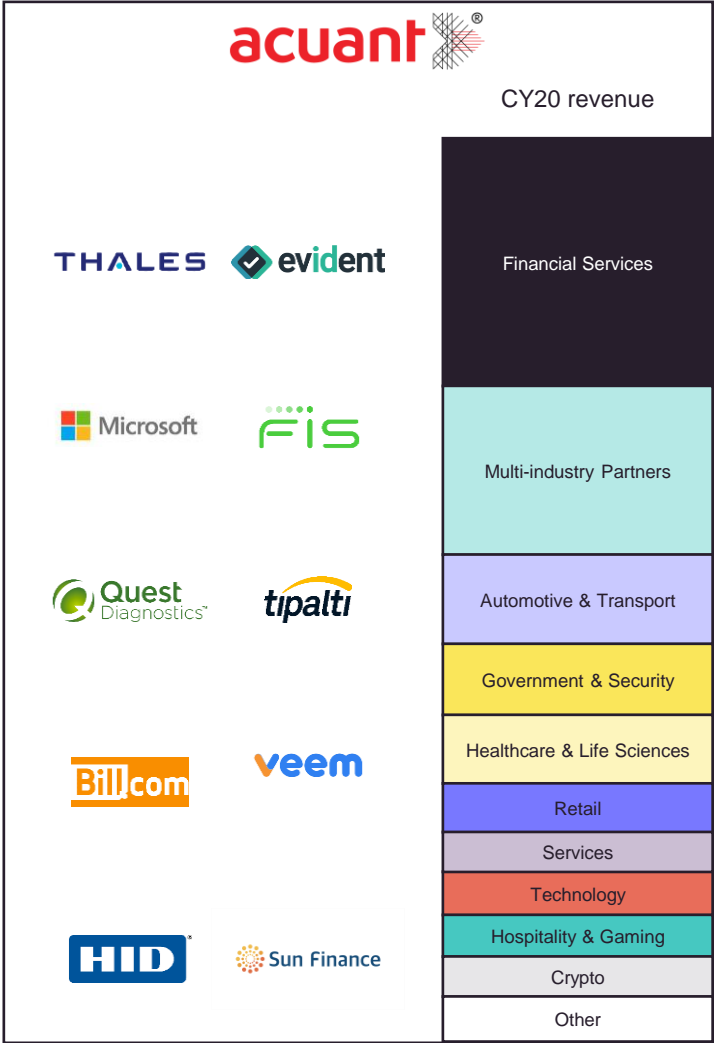 acuant®
CY20 revenue
THALES
evident
Financial Services
Microsoft
FIS
Multi-industry Partners
Quest
Diagnostics™
tipalti
Automotive & Transport
Government & Security
Bill.com
veem
Healthcare & Life Sciences
Retail
Services
Technology
HID®
Sun Finance
Hospitality & Gaming
Crypto
Other